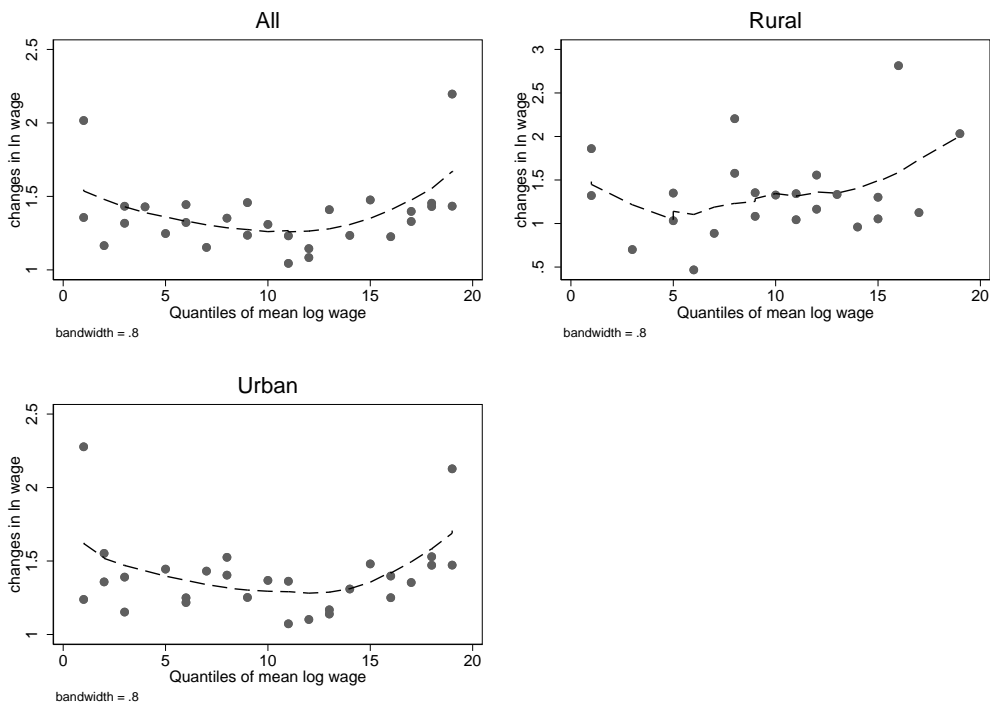 All
changes in ln wage
2.5
2
1.5
1
0 5 10 15 20
Quantiles of mean log wage
bandwidth = .8
Rural
changes in ln wage
3
2.5
2
1.5
1
.5
0 5 10 15 20
Quantiles of mean log wage
bandwidth = .8
Urban
changes in ln wage
2.5
2
1.5
1
0 5 10 15 20
Quantiles of mean log wage
bandwidth = .8